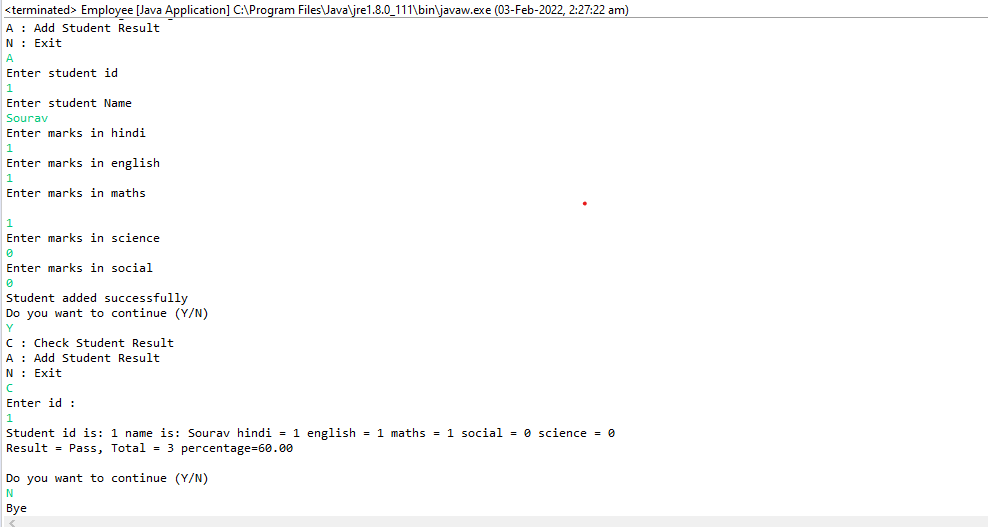 <terminated> Employee [Java Application] C:\Program Files\Java\jre1.8.0_111\bin\javaw.exe (03-Feb-2022, 2:27:22 am)
A : Add Student Result
N : Exit
A
Enter student id
1
Enter student Name
Sourav
Enter marks in hindi
1
Enter marks in english
1
Enter marks in maths
1
Enter marks in science
0
Enter marks in social
0
Student added successfully
Do you want to continue (Y/N)
Y
C : Check Student Result
A : Add Student Result
N : Exit
C
Enter id :
1
Student id is: 1 name is: Sourav hindi = 1 english = 1 maths = 1 social = 0 science = 0
Result = Pass, Total = 3 percentage=60.00
Do you want to continue (Y/N)
N
Bye